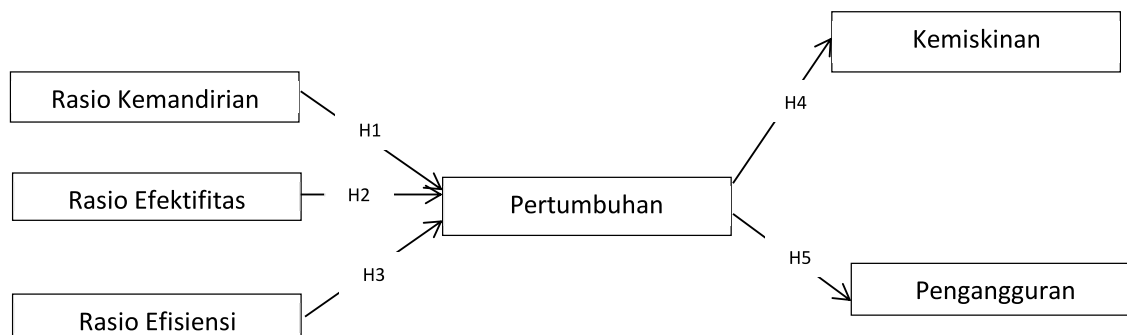 Kemiskinan
Rasio Kemandirian
H1
H4
Rasio Efektifitas
H2
Pertumbuhan
H3
H5
Rasio Efisiensi
Pengangguran